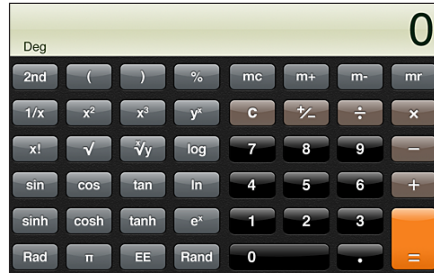 0
Deg
2nd ( ) % mc m+ m- mr
1/x x² x³ yˣ C +/− ÷ ×
x! √ ˣ√y log 7 8 9 −
sin cos tan ln 4 5 6 +
sinh cosh tanh eˣ 1 2 3
Rad π EE Rand 0 . =